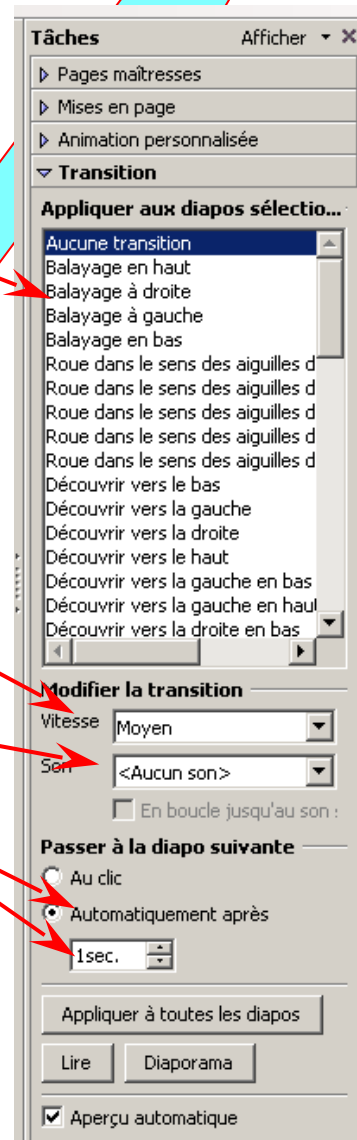 Tâches Afficher
Pages maîtresses
Mises en page
Animation personnalisée
Transition
Appliquer aux diapos sélectio...
Aucune transition
Balayage en haut
Balayage à droite
Balayage à gauche
Balayage en bas
Roue dans le sens des aiguilles d
Roue dans le sens des aiguilles d
Roue dans le sens des aiguilles d
Roue dans le sens des aiguilles d
Roue dans le sens des aiguilles d
Découvrir vers le bas
Découvrir vers la gauche
Découvrir vers la droite
Découvrir vers le haut
Découvrir vers la gauche en bas
Découvrir vers la gauche en hau
Découvrir vers la droite en bas
Modifier la transition
Vitesse Moyen
Son <Aucun son>
En boucle jusqu'au son :
Passer à la diapo suivante
Au clic
Automatiquement après
1sec.
Appliquer à toutes les diapos
Lire Diaporama
Aperçu automatique